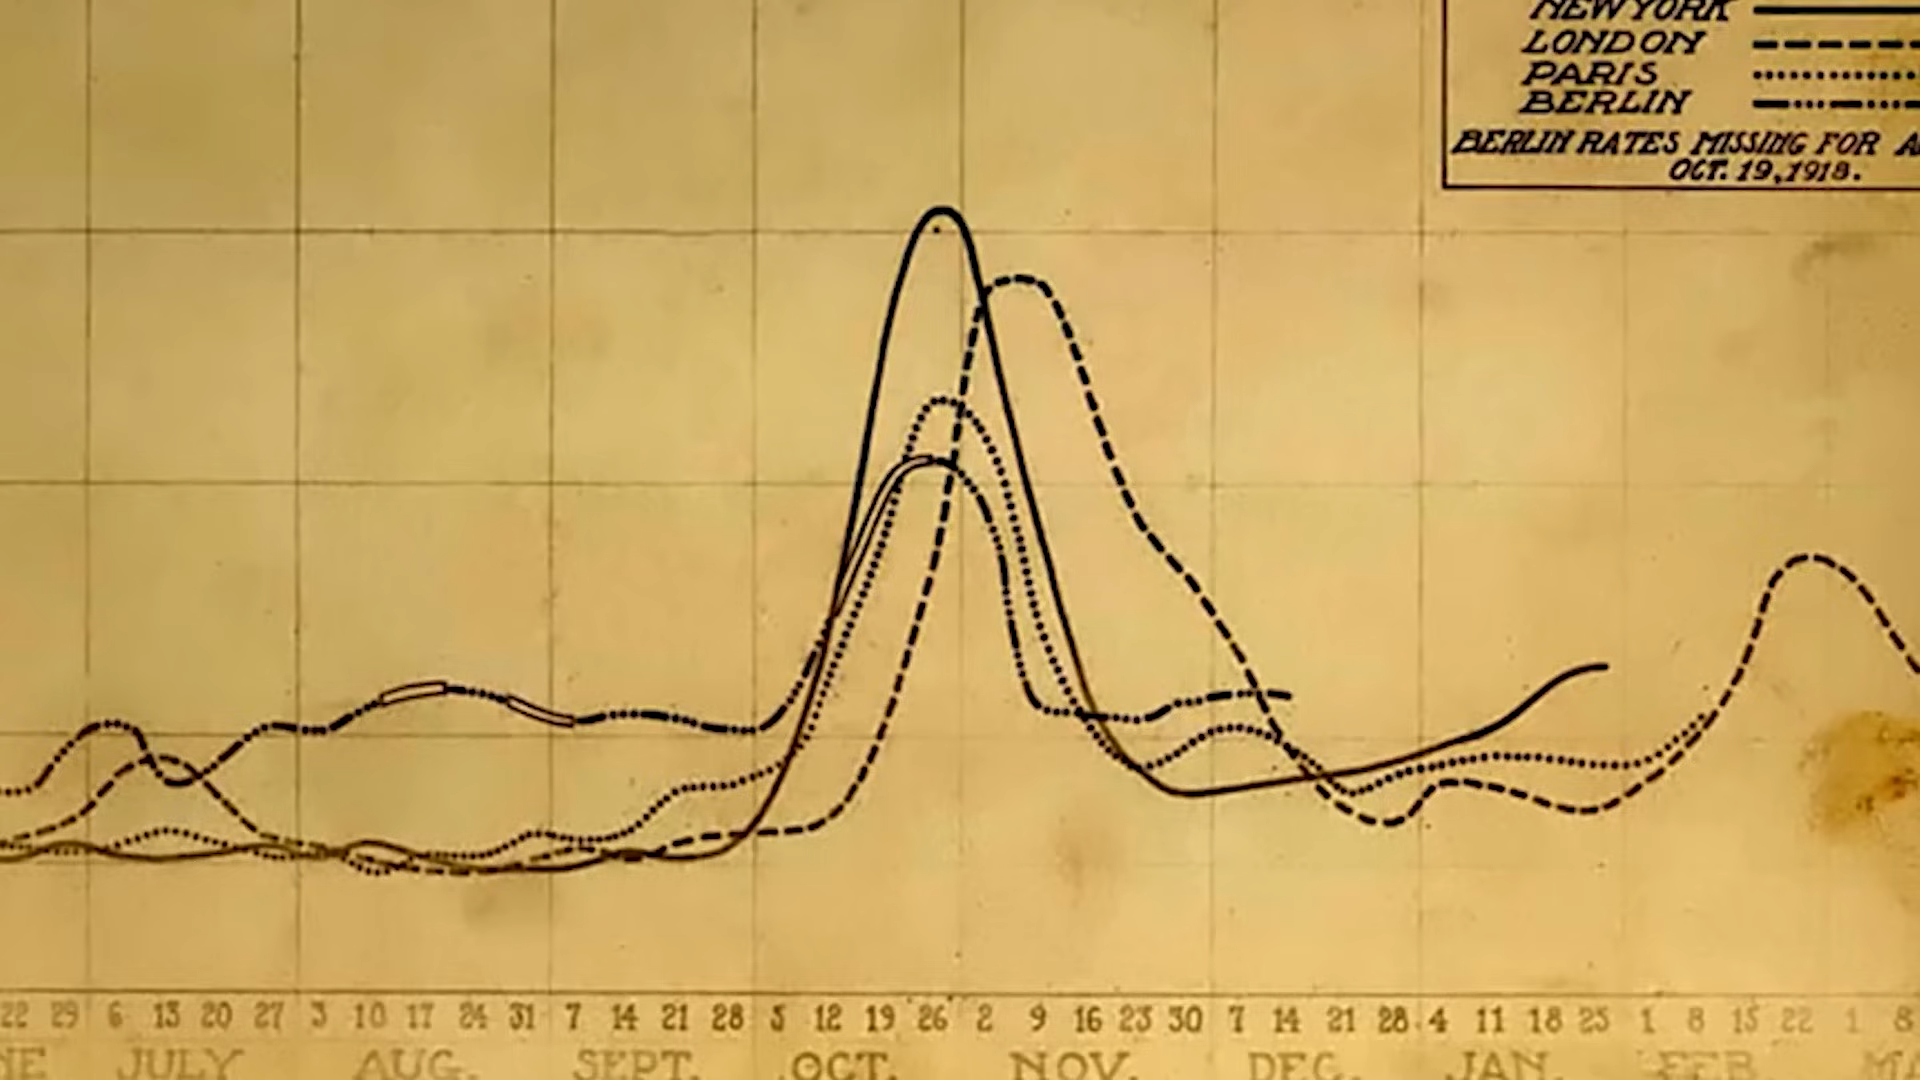 NEW YORK
LONDON
PARIS
BERLIN
BERLIN RATES MISSING FOR
OCT. 19, 1918.
22 29 6 13 20 27 3 10 17 24 31 7 14 21 28 5 12 19 26 2 9 16 23 30 7 14 21 28 4 11 18 25 1 8 15 22 1 8
JULY AUG. SEPT. OCT. NOV. DEC. JAN. FEB